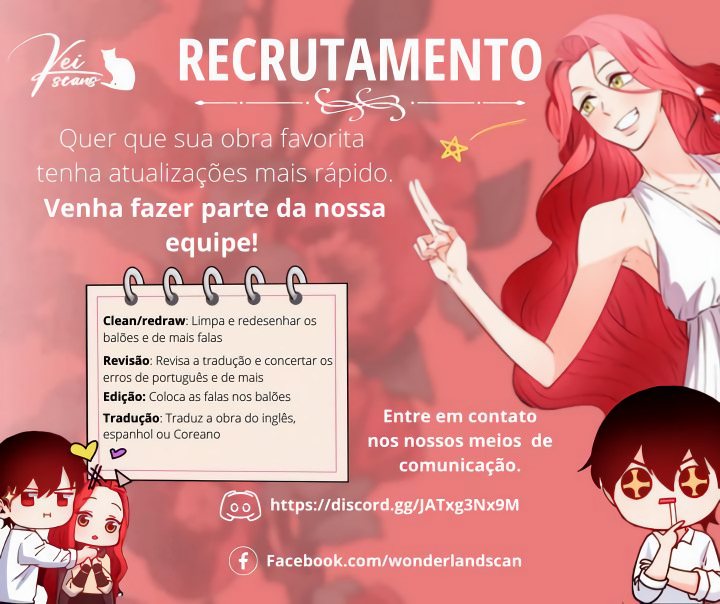 Kei
scans
RECRUTAMENTO
Quer que sua obra favorita
tenha atualizações mais rápido.
Venha fazer parte da nossa
equipe!
Clean/redraw: Limpa e redesenhar os
balões e de mais falas
Revisão: Revisa a tradução e concertar os
erros de português e de mais
Edição: Coloca as falas nos balões
Tradução: Traduz a obra do inglês,
espanhol ou Coreano
Entre em contato
nos nossos meios de
comunicação.
https://discord.gg/JATxg3Nx9M
Facebook.com/wonderlandscan